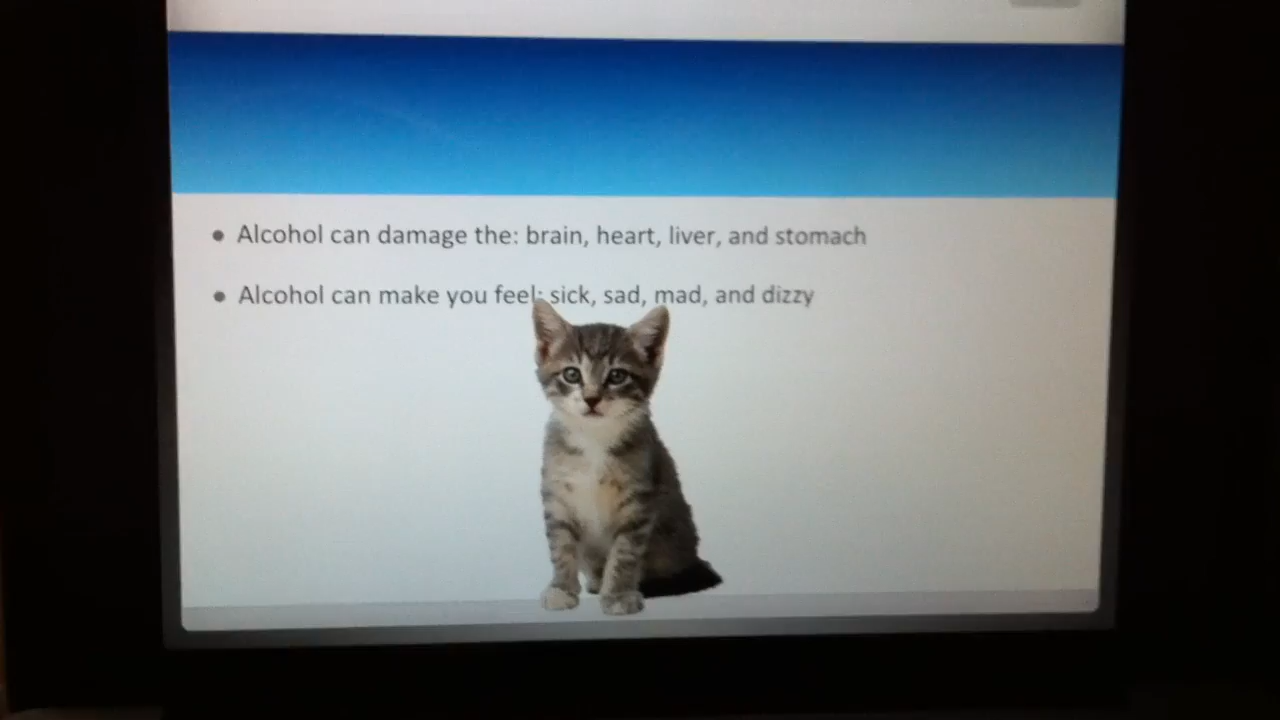 Alcohol can damage the: brain, heart, liver, and stomach
Alcohol can make you feel: sick, sad, mad, and dizzy